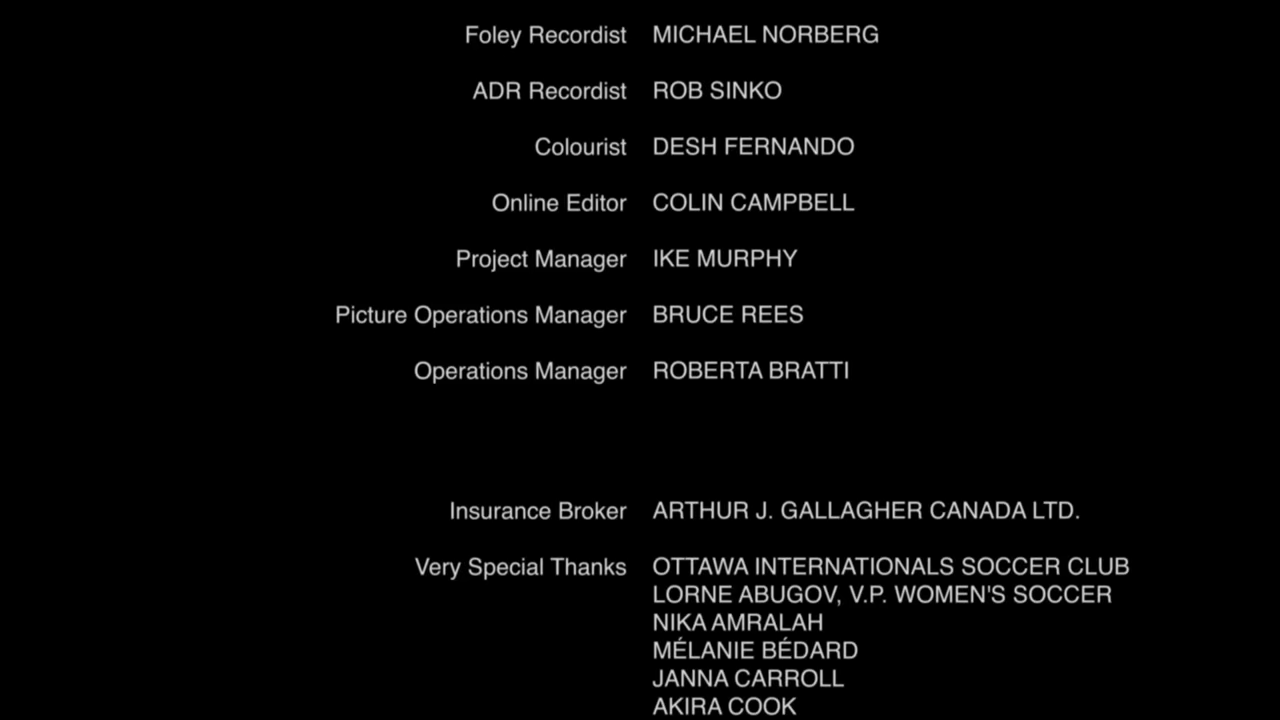 Foley Recordist MICHAEL NORBERG
ADR Recordist ROB SINKO
Colourist DESH FERNANDO
Online Editor COLIN CAMPBELL
Project Manager IKE MURPHY
Picture Operations Manager BRUCE REES
Operations Manager ROBERTA BRATTI
Insurance Broker ARTHUR J. GALLAGHER CANADA LTD.
Very Special Thanks OTTAWA INTERNATIONALS SOCCER CLUB
LORNE ABUGOV, V.P. WOMEN'S SOCCER
NIKA AMRALAH
MÉLANIE BÉDARD
JANNA CARROLL
AKIRA COOK